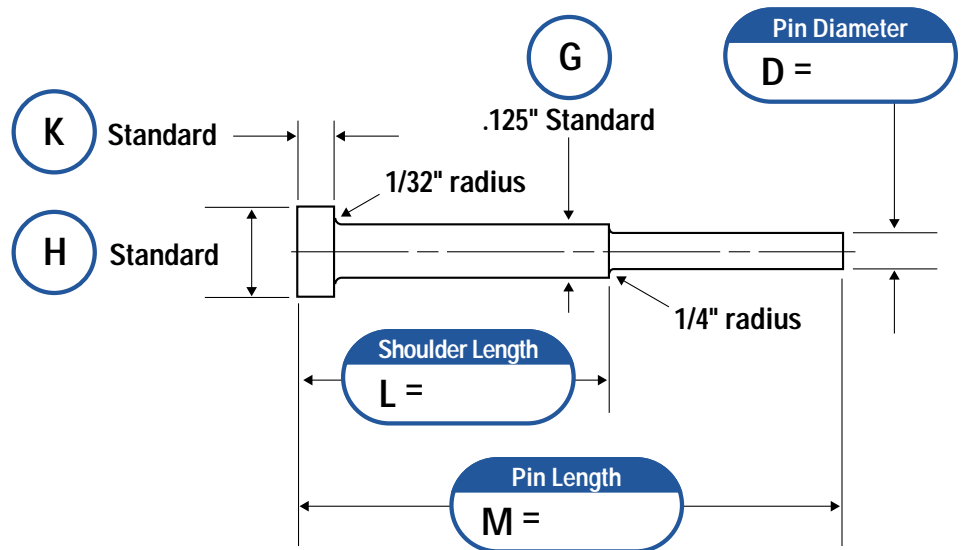 Pin Diameter
D =
G
.125" Standard
K
Standard
1/32" radius
H
Standard
1/4" radius
Shoulder Length
L =
Pin Length
M =